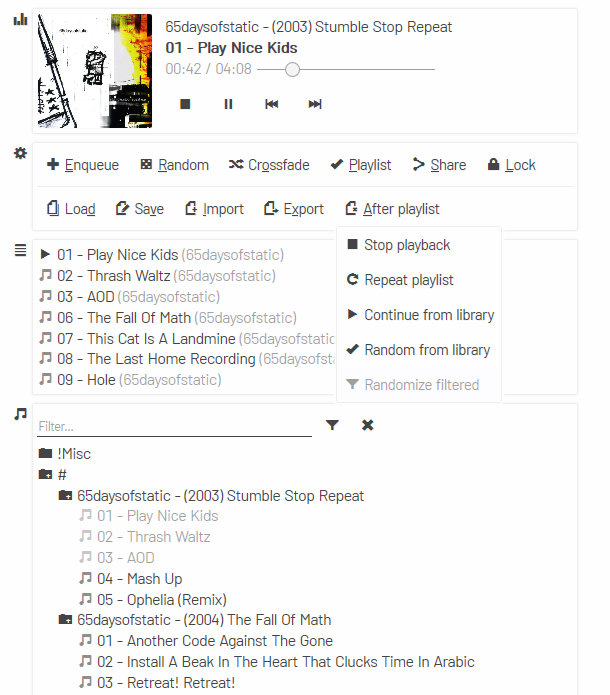 65daysofstatic - (2003) Stumble Stop Repeat
01 - Play Nice Kids
00:42 / 04:08
Enqueue Random Crossfade Playlist Share Lock
Load Save Import Export After playlist
Stop playback
Repeat playlist
Continue from library
Random from library
Randomize filtered
01 - Play Nice Kids (65daysofstatic)
02 - Thrash Waltz (65daysofstatic)
03 - AOD (65daysofstatic)
06 - The Fall Of Math (65daysofstatic)
07 - This Cat Is A Landmine (65daysofstatic
08 - The Last Home Recording (65daysofst
09 - Hole (65daysofstatic)
Filter...
!Misc
#
65daysofstatic - (2003) Stumble Stop Repeat
01 - Play Nice Kids
02 - Thrash Waltz
03 - AOD
04 - Mash Up
05 - Ophelia (Remix)
65daysofstatic - (2004) The Fall Of Math
01 - Another Code Against The Gone
02 - Install A Beak In The Heart That Clucks Time In Arabic
03 - Retreat! Retreat!